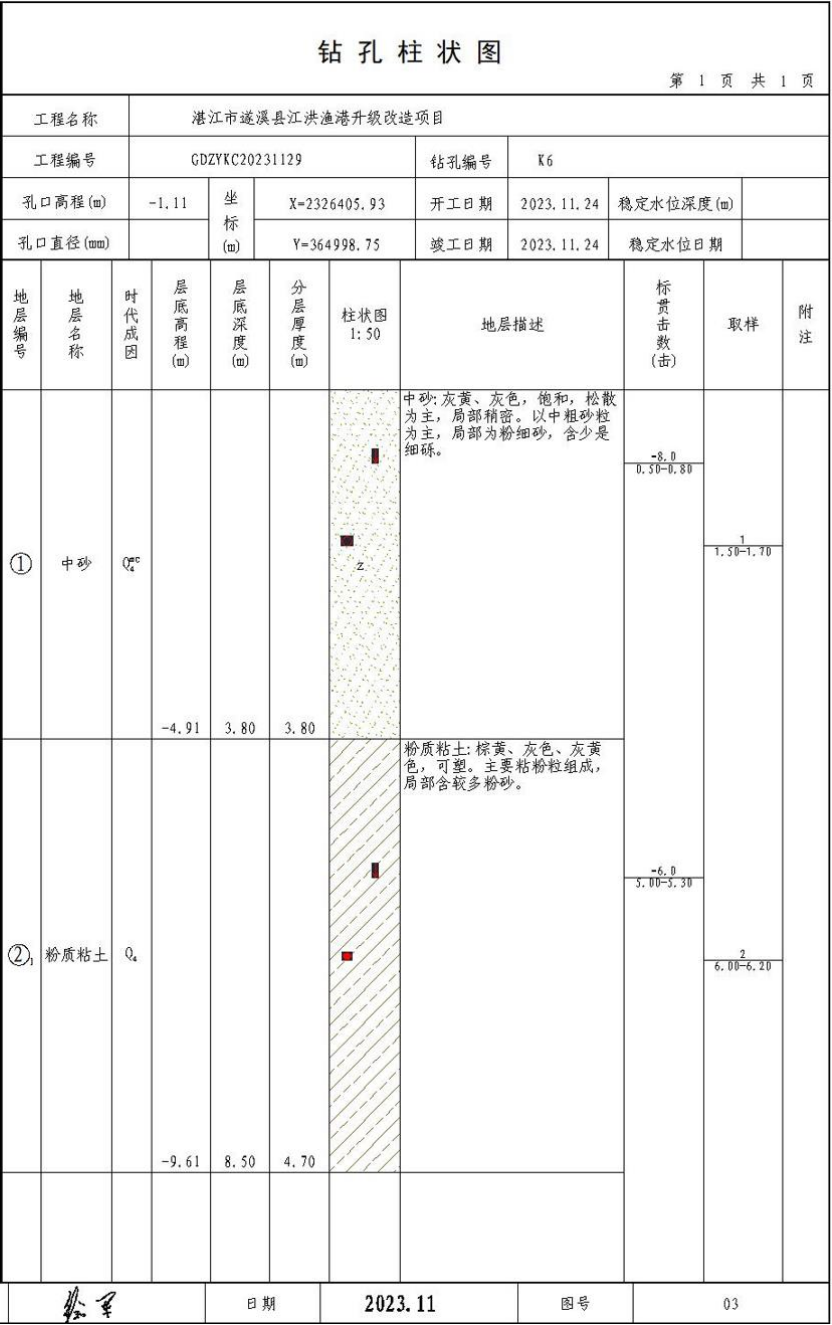 钻孔柱状图
第 1 页 共 1 页
工程名称 湛江市遂溪县江洪渔港升级改造项目
工程编号 GDZYKC20231129 钻孔编号 K6
孔口高程(m) -1.11 坐标(m) X=2326405.93 开工日期 2023.11.24 稳定水位深度(m)
孔口直径(mm) Y=364998.75 竣工日期 2023.11.24 稳定水位日期
地层编号 地层名称 时代成因 层底高程(m) 层底深度(m) 分层厚度(m) 柱状图 1:50 地层描述 标贯击数(击) 取样 附注
中砂:灰黄、灰色,饱和,松散
为主,局部稍密。以中粗砂粒
为主,局部为粉细砂,含少是
细砾。
-8.0
0.50-0.80
1
1.50-1.70
① 中砂 Q4mc z
-4.91 3.80 3.80
粉质粘土:棕黄、灰色、灰黄
色,可塑。主要粘粉粒组成,
局部含较多粉砂。
-6.0
5.00-5.30
②1 粉质粘土 Q4
2
6.00-6.20
-9.61 8.50 4.70
日期 2023.11 图号 03